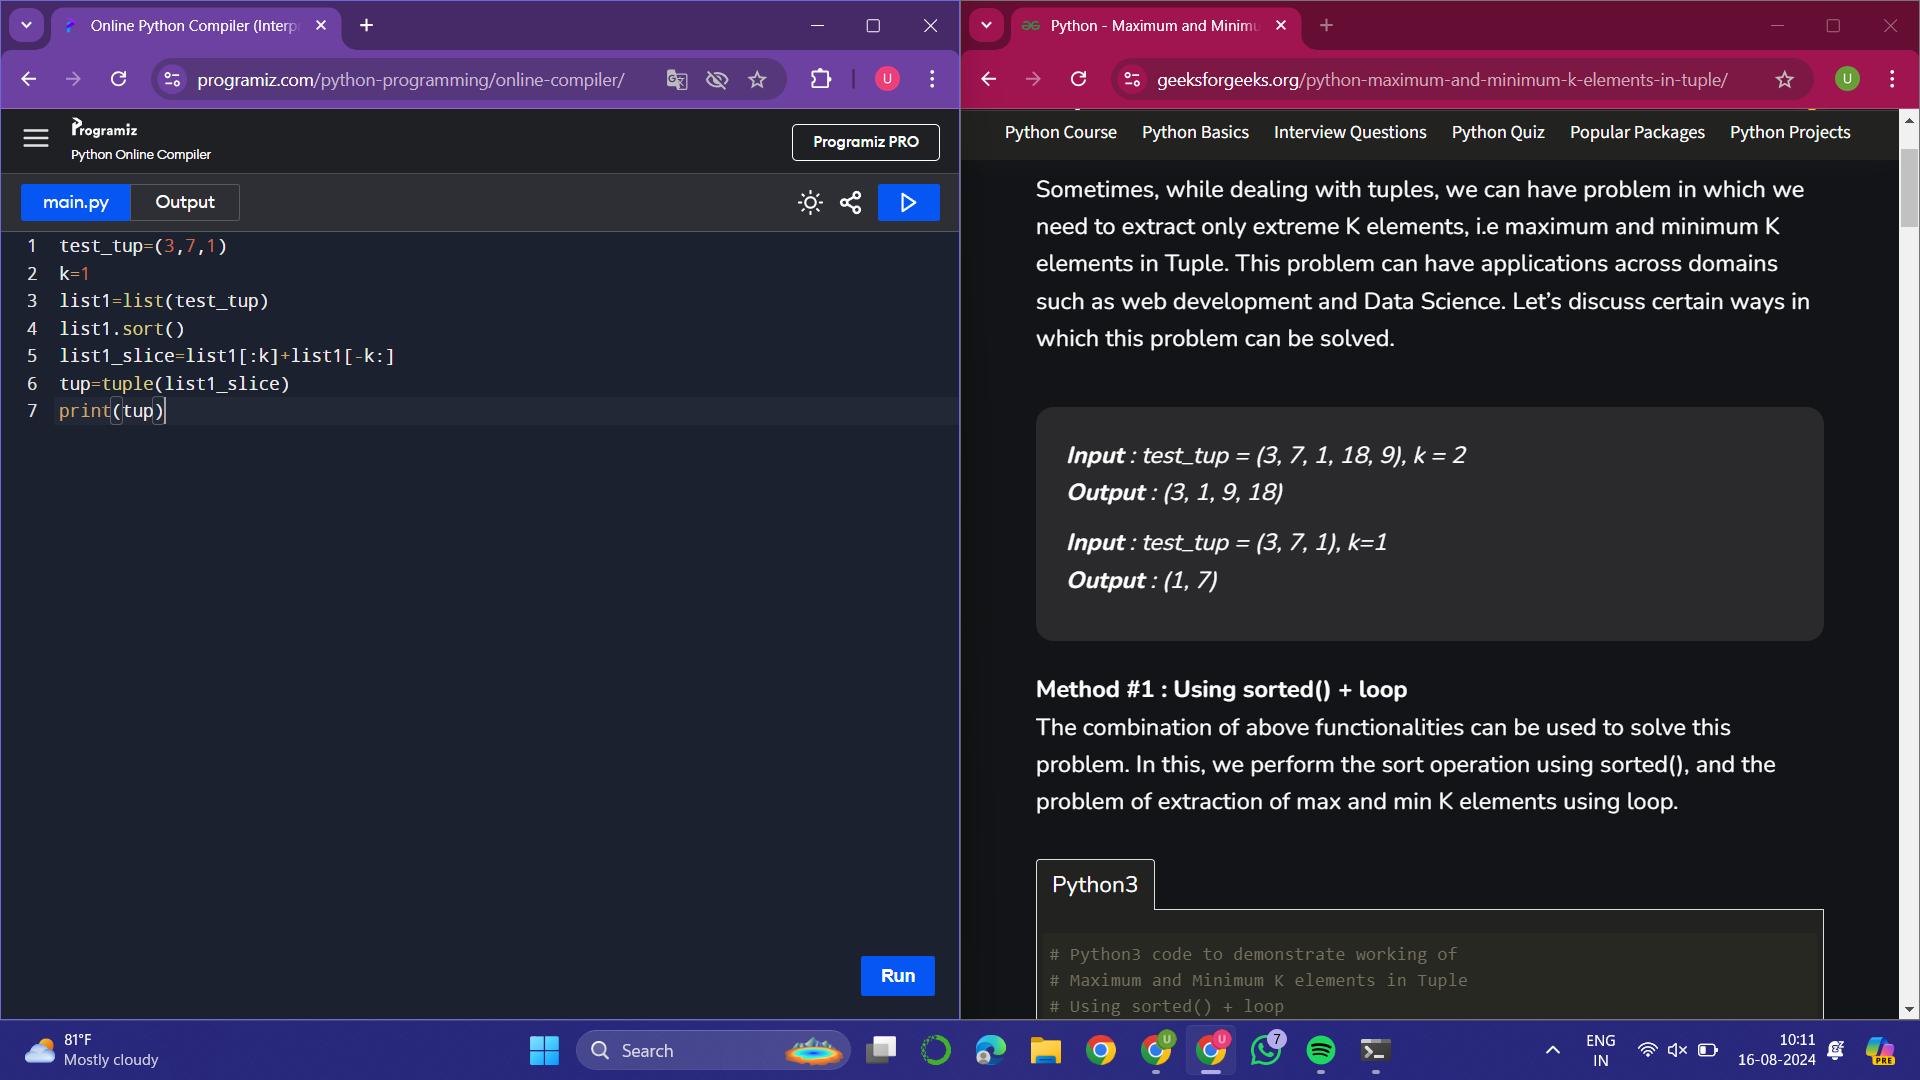 Online Python Compiler (Interp
programiz.com/python-programming/online-compiler/
U
Programiz
Python Online Compiler
Programiz PRO
main.py
Output
1 test_tup=(3,7,1)
2 k=1
3 list1=list(test_tup)
4 list1.sort()
5 list1_slice=list1[:k]+list1[-k:]
6 tup=tuple(list1_slice)
7 print(tup)
Run
Python - Maximum and Minimu
geeksforgeeks.org/python-maximum-and-minimum-k-elements-in-tuple/
U
Python Course Python Basics Interview Questions Python Quiz Popular Packages Python Projects
Sometimes, while dealing with tuples, we can have problem in which we
need to extract only extreme K elements, i.e maximum and minimum K
elements in Tuple. This problem can have applications across domains
such as web development and Data Science. Let’s discuss certain ways in
which this problem can be solved.
Input : test_tup = (3, 7, 1, 18, 9), k = 2
Output : (3, 1, 9, 18)
Input : test_tup = (3, 7, 1), k=1
Output : (1, 7)
Method #1 : Using sorted() + loop
The combination of above functionalities can be used to solve this
problem. In this, we perform the sort operation using sorted(), and the
problem of extraction of max and min K elements using loop.
Python3
# Python3 code to demonstrate working of
# Maximum and Minimum K elements in Tuple
# Using sorted() + loop
81°F
Mostly cloudy
Search
U
U
7
ENG
IN
10:11
16-08-2024
PRE